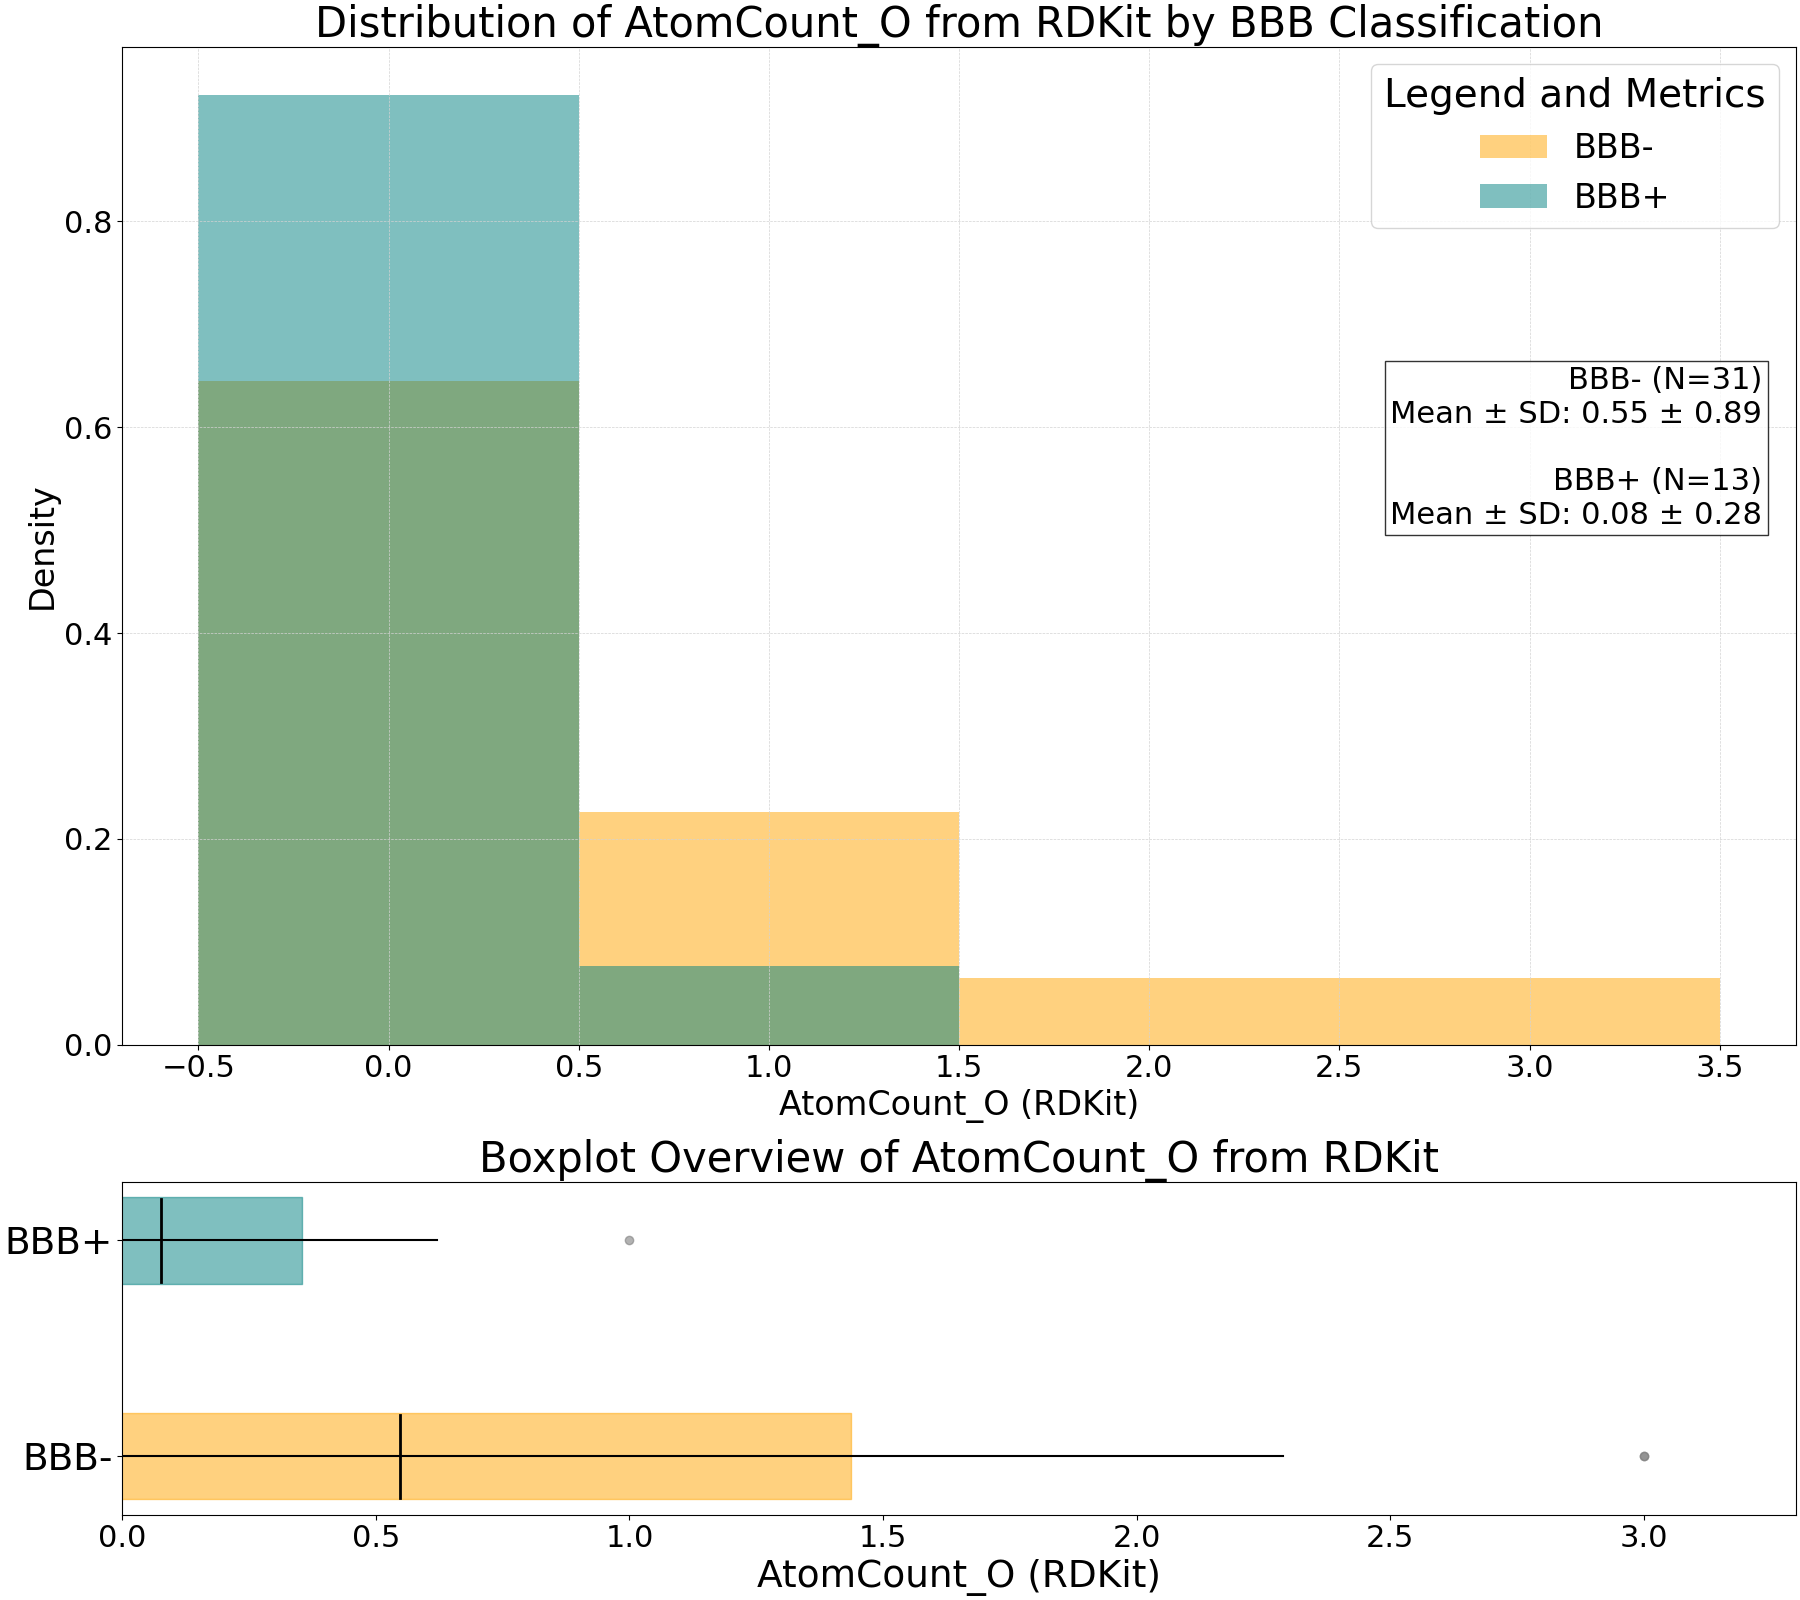 Distribution of AtomCount_O from RDKit by BBB Classification
Legend and Metrics
BBB-
BBB+
BBB- (N=31)
Mean ± SD: 0.55 ± 0.89
BBB+ (N=13)
Mean ± SD: 0.08 ± 0.28
Density
0.8
0.6
0.4
0.2
0.0
−0.5 0.0 0.5 1.0 1.5 2.0 2.5 3.0 3.5
AtomCount_O (RDKit)
Boxplot Overview of AtomCount_O from RDKit
BBB+
BBB-
0.0 0.5 1.0 1.5 2.0 2.5 3.0
AtomCount_O (RDKit)